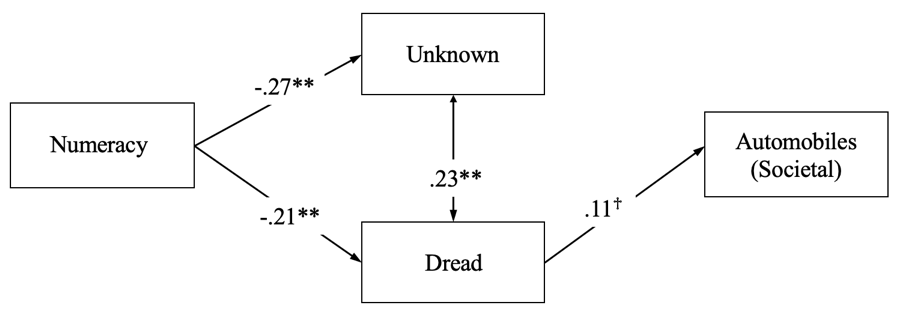 Unknown
-.27**
Numeracy
Automobiles
(Societal)
.23**
-.21**
.11†
Dread